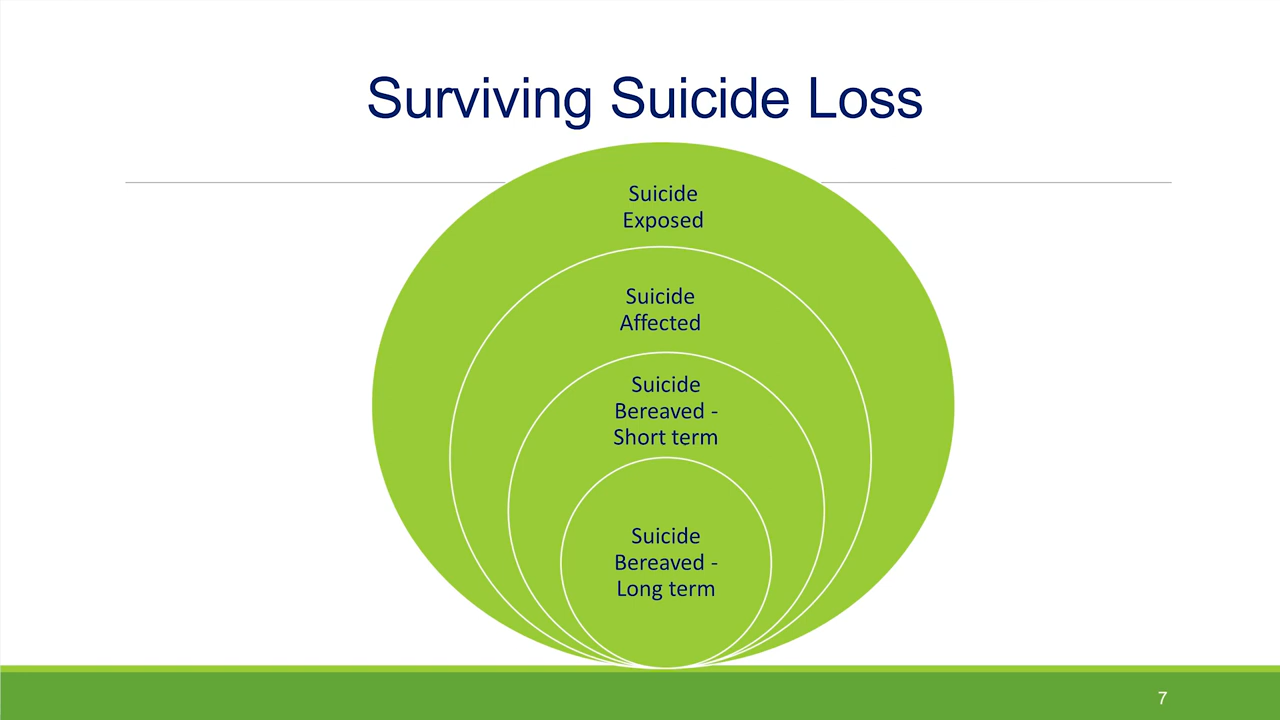 Surviving Suicide Loss
Suicide
Exposed
Suicide
Affected
Suicide
Bereaved -
Short term
Suicide
Bereaved -
Long term
7